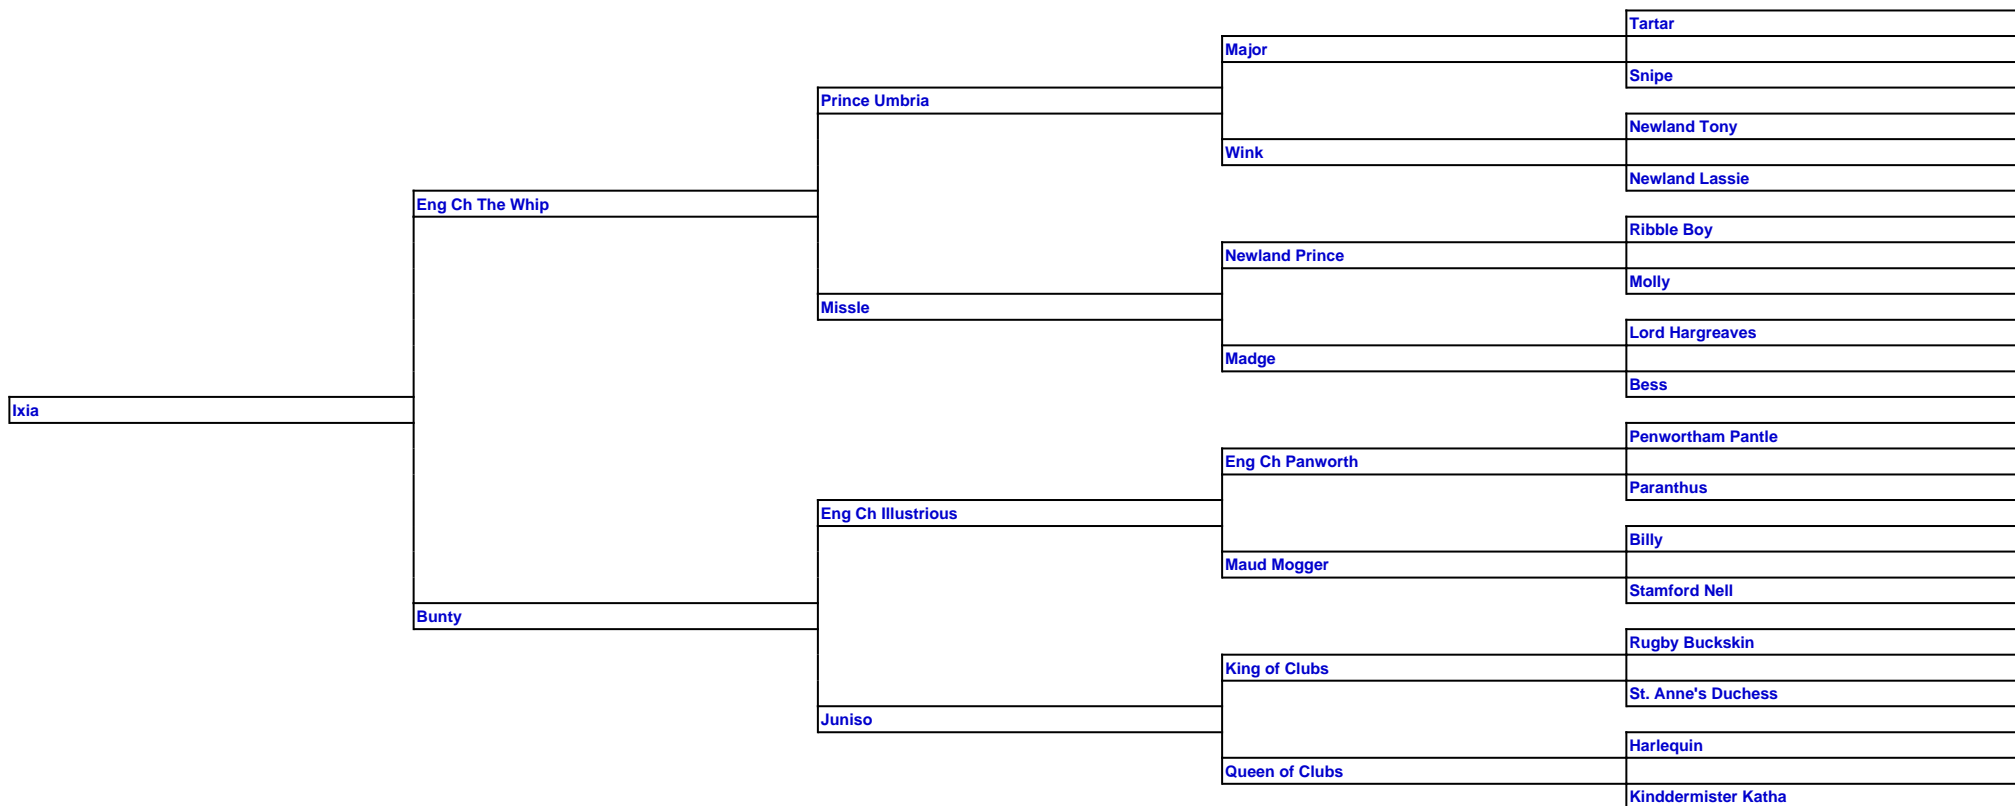 Tartar
Major
Snipe
Prince Umbria
Newland Tony
Wink
Newland Lassie
Eng Ch The Whip
Ribble Boy
Newland Prince
Molly
Missle
Lord Hargreaves
Madge
Bess
Ixia
Penwortham Pantle
Eng Ch Panworth
Paranthus
Eng Ch Illustrious
Billy
Maud Mogger
Stamford Nell
Bunty
Rugby Buckskin
King of Clubs
St. Anne's Duchess
Juniso
Harlequin
Queen of Clubs
Kinddermister Katha